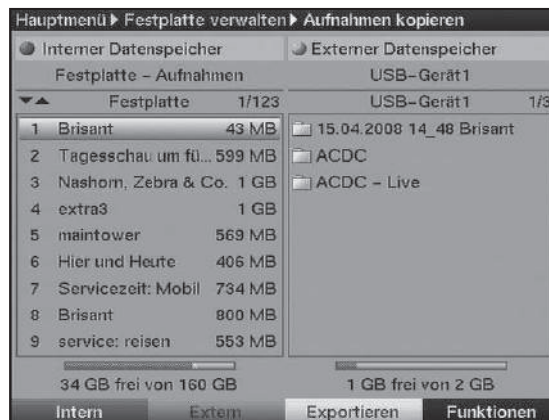 Hauptmenü Festplatte verwalten Aufnahmen kopieren
Interner Datenspeicher
Externer Datenspeicher
Festplatte – Aufnahmen
USB-Gerät1
Festplatte 1/123
USB-Gerät1 1/3
1 Brisant 43 MB
2 Tagesschau um fü... 599 MB
3 Nashorn, Zebra & Co. 1 GB
4 extra3 1 GB
5 maintower 569 MB
6 Hier und Heute 406 MB
7 Servicezeit: Mobil 734 MB
8 Brisant 800 MB
9 service: reisen 553 MB
15.04.2008 14_48 Brisant
ACDC
ACDC – Live
34 GB frei von 160 GB
1 GB frei von 2 GB
Intern Extern Exportieren Funktionen